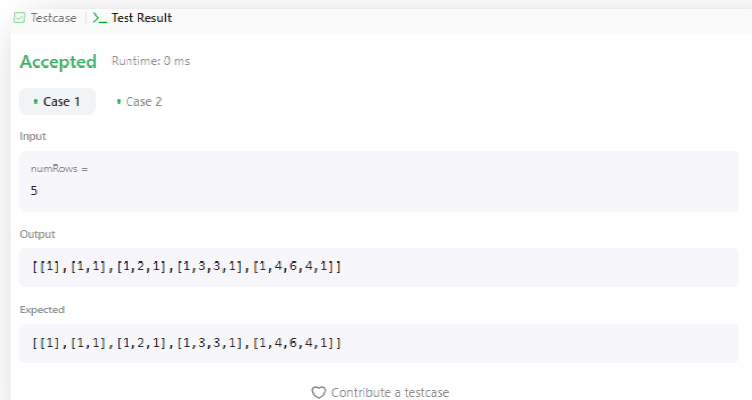 Testcase | >_ Test Result
Accepted Runtime: 0 ms
• Case 1 • Case 2
Input
numRows =
5
Output
[[1],[1,1],[1,2,1],[1,3,3,1],[1,4,6,4,1]]
Expected
[[1],[1,1],[1,2,1],[1,3,3,1],[1,4,6,4,1]]
Contribute a testcase